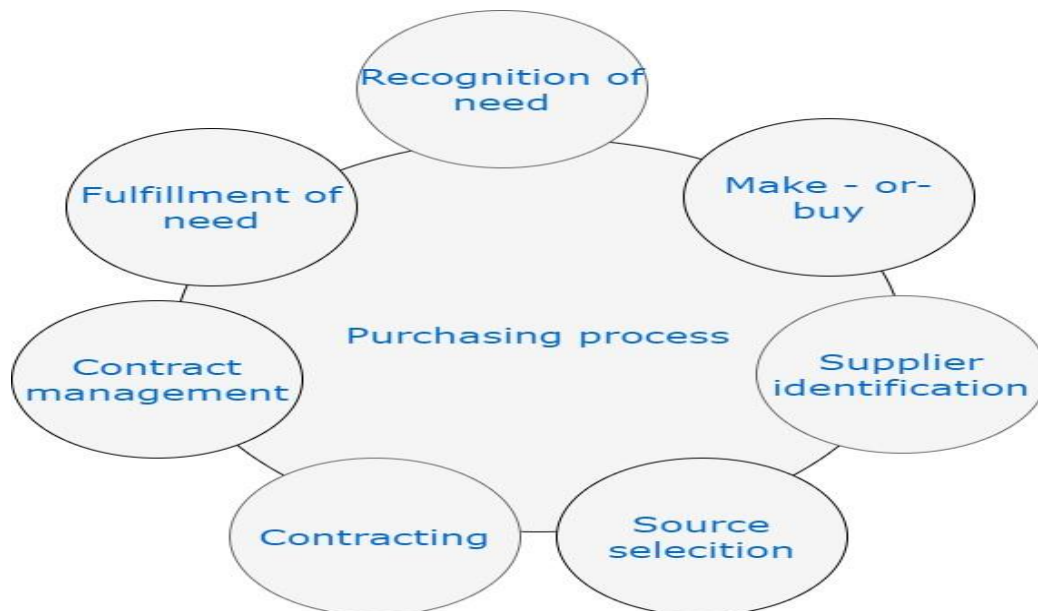 Recognition of
need
Make - or-
buy
Supplier
identification
Source
selecition
Contracting
Contract
management
Fulfillment of
need
Purchasing process